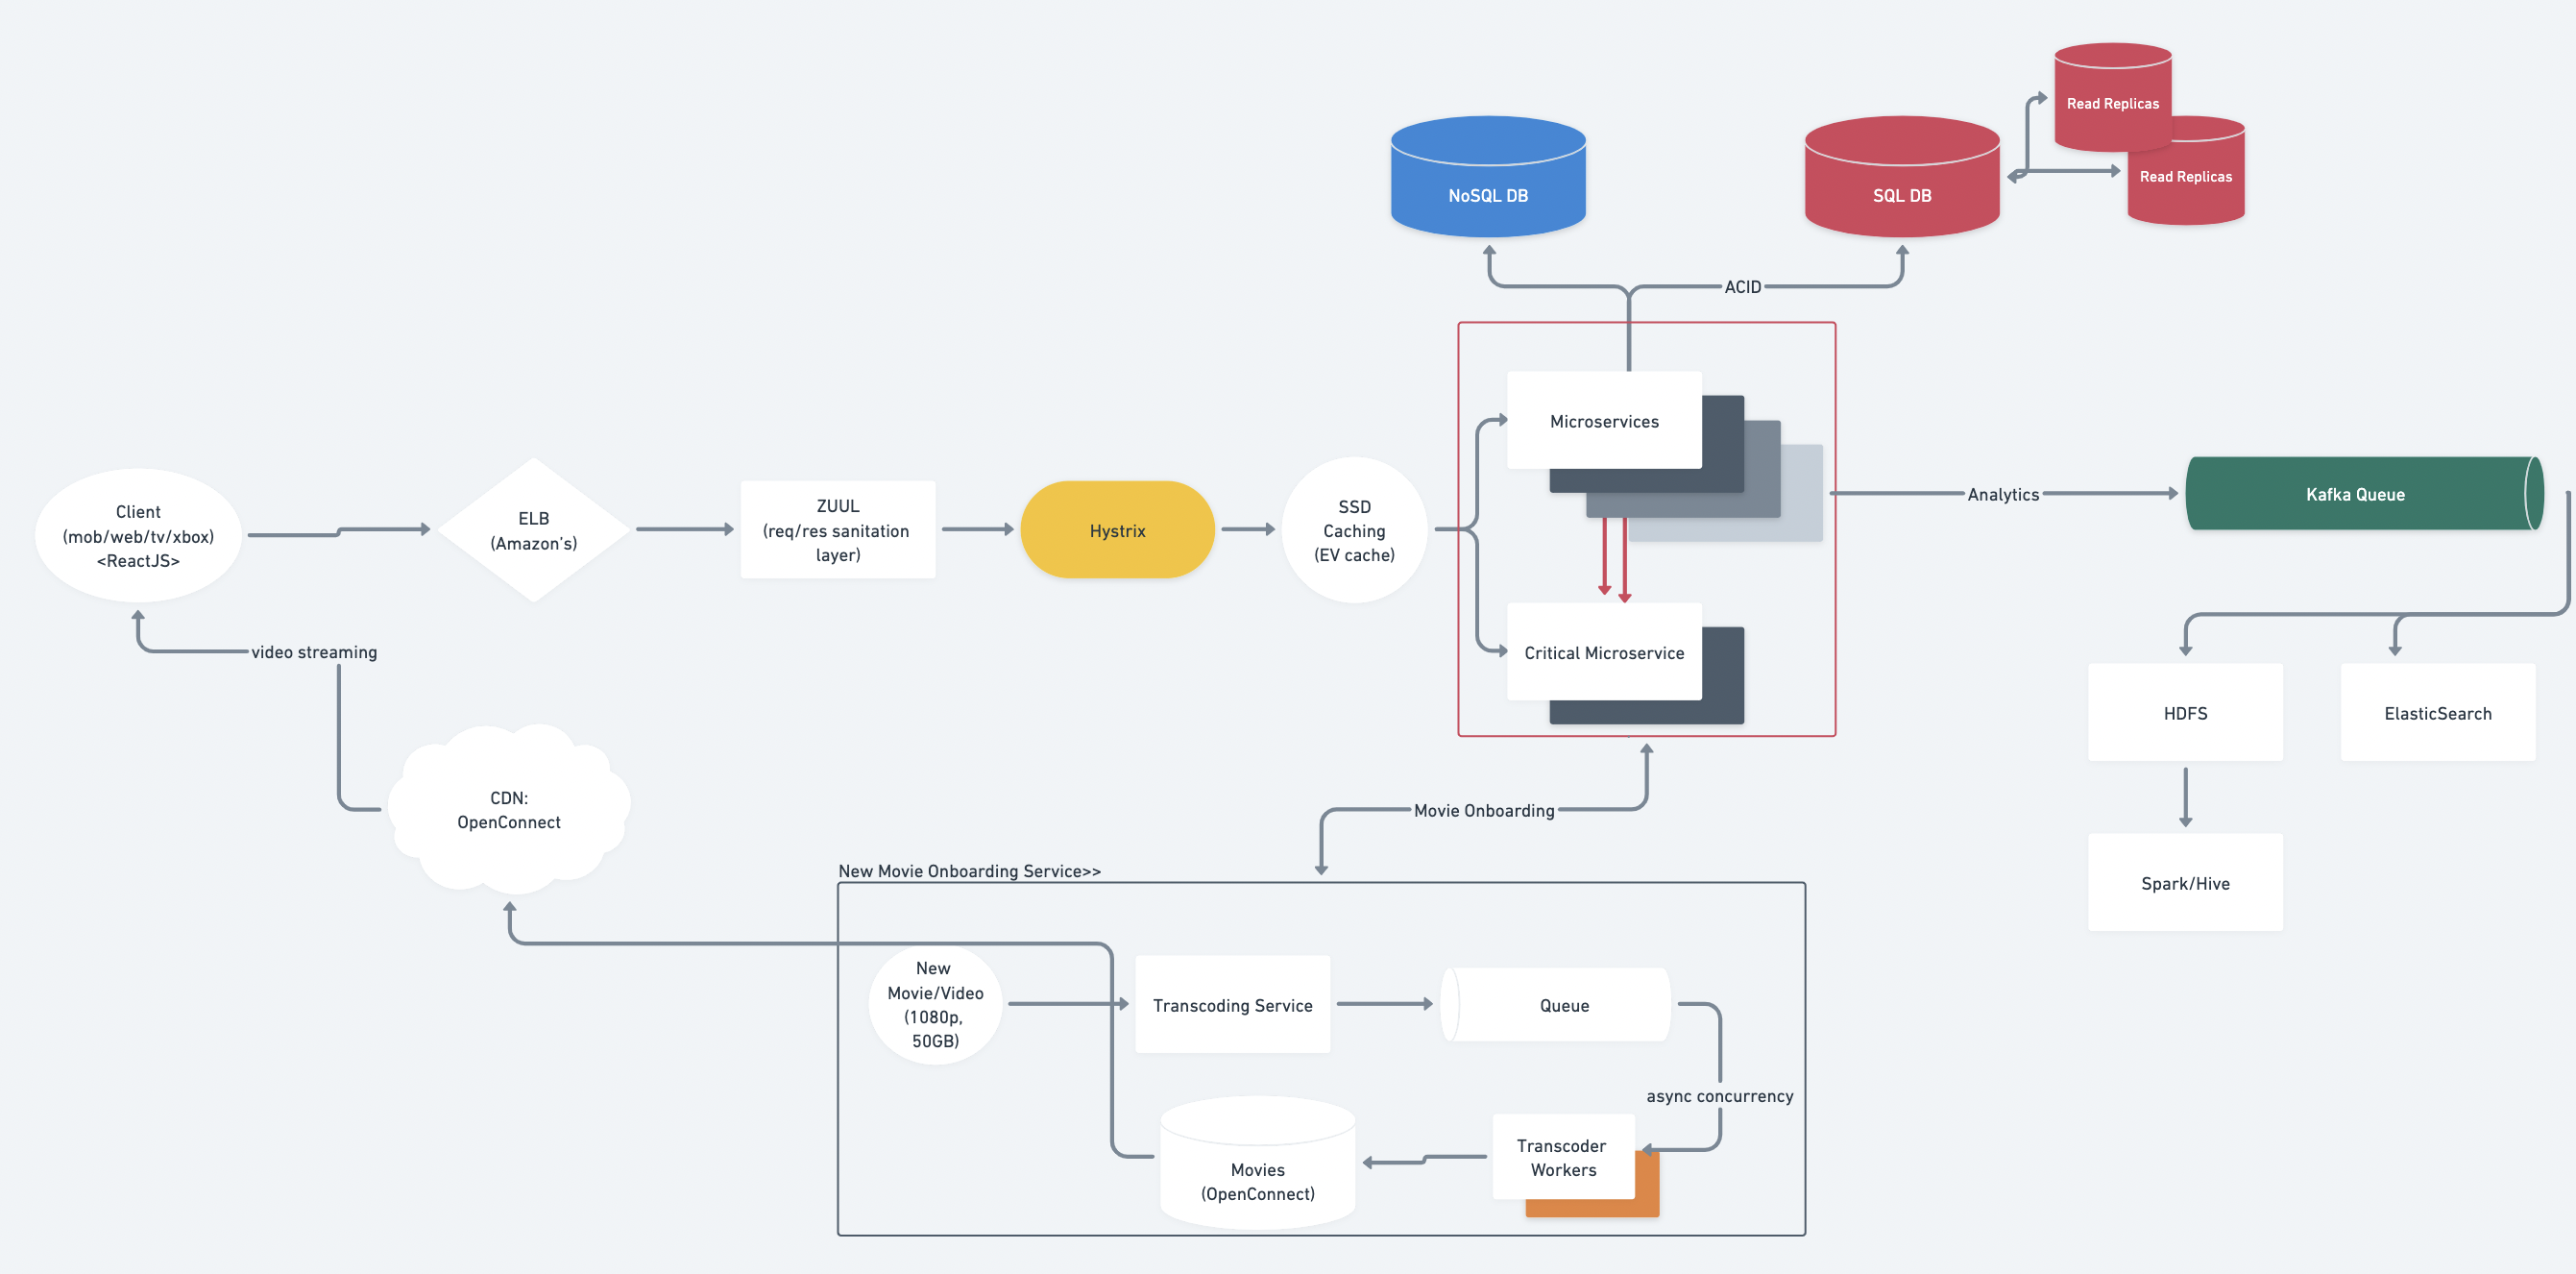 Read Replicas
Read Replicas
NoSQL DB
SQL DB
ACID
Microservices
Client
(mob/web/tv/xbox)
<ReactJS>
ELB
(Amazon's)
ZUUL
(req/res sanitation
layer)
Hystrix
SSD
Caching
(EV cache)
Analytics
Kafka Queue
video streaming
Critical Microservice
HDFS
ElasticSearch
CDN:
OpenConnect
Movie Onboarding
Spark/Hive
New Movie Onboarding Service>>
New
Movie/Video
(1080p,
50GB)
Transcoding Service
Queue
async concurrency
Transcoder
Workers
Movies
(OpenConnect)